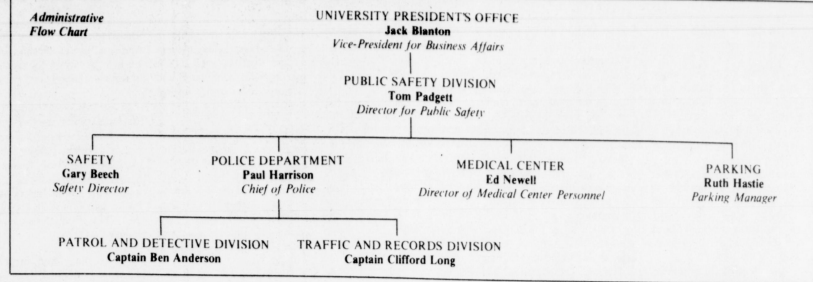 Administrative
Flow Chart
UNIVERSITY PRESIDENT'S OFFICE
Jack Blanton
Vice-President for Business Affairs
PUBLIC SAFETY DIVISION
Tom Padgett
Director for Public Safety
SAFETY
Gary Beech
Safety Director
POLICE DEPARTMENT
Paul Harrison
Chief of Police
MEDICAL CENTER
Ed Newell
Director of Medical Center Personnel
PARKING
Ruth Hastie
Parking Manager
PATROL AND DETECTIVE DIVISION
Captain Ben Anderson
TRAFFIC AND RECORDS DIVISION
Captain Clifford Long